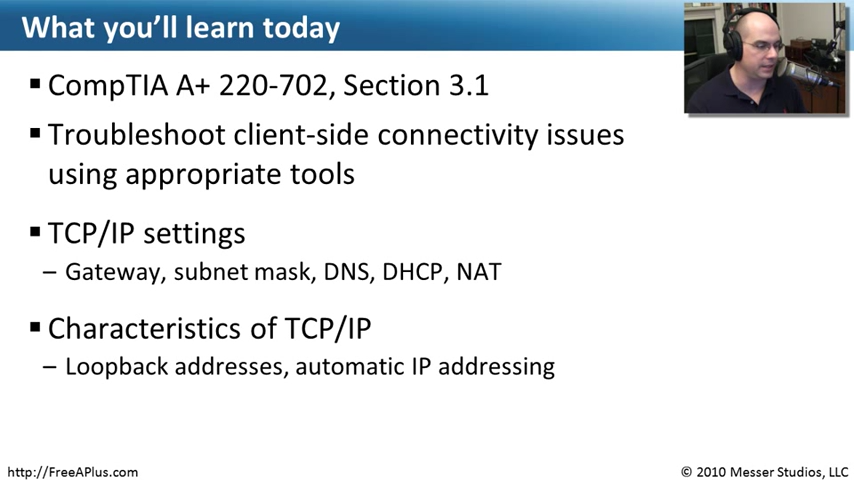 What you'll learn today
▪ CompTIA A+ 220-702, Section 3.1
▪ Troubleshoot client-side connectivity issues
using appropriate tools
▪ TCP/IP settings
– Gateway, subnet mask, DNS, DHCP, NAT
▪ Characteristics of TCP/IP
– Loopback addresses, automatic IP addressing
http://FreeAPlus.com
© 2010 Messer Studios, LLC